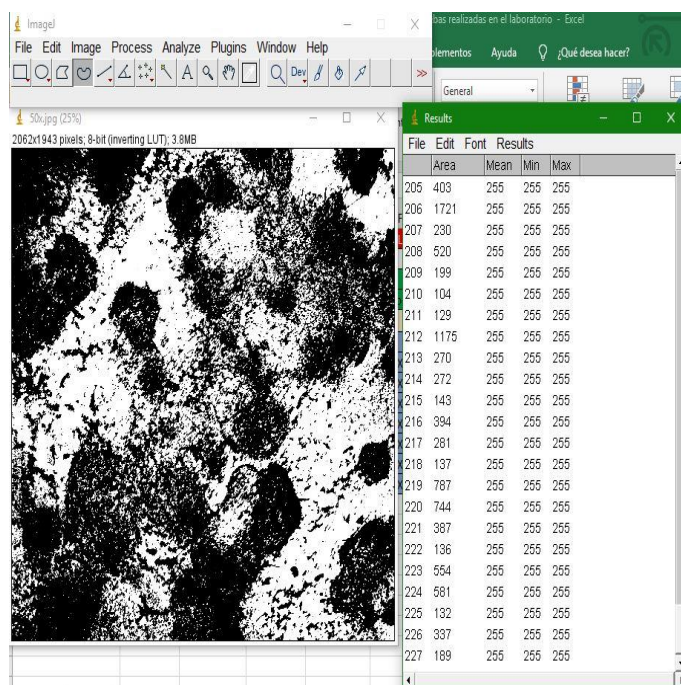 ImageJ
File Edit Image Process Analyze Plugins Window Help
Dev
50x.jpg (25%)
2062x1943 pixels; 8-bit (inverting LUT); 3.8MB
bas realizadas en el laboratorio - Excel
plementos Ayuda ¿Qué desea hacer?
General
Results
File Edit Font Results
Area Mean Min Max
205 403 255 255 255
206 1721 255 255 255
207 230 255 255 255
208 520 255 255 255
209 199 255 255 255
210 104 255 255 255
211 129 255 255 255
212 1175 255 255 255
213 270 255 255 255
214 272 255 255 255
215 143 255 255 255
216 394 255 255 255
217 281 255 255 255
218 137 255 255 255
219 787 255 255 255
220 744 255 255 255
221 387 255 255 255
222 136 255 255 255
223 554 255 255 255
224 581 255 255 255
225 132 255 255 255
226 337 255 255 255
227 189 255 255 255